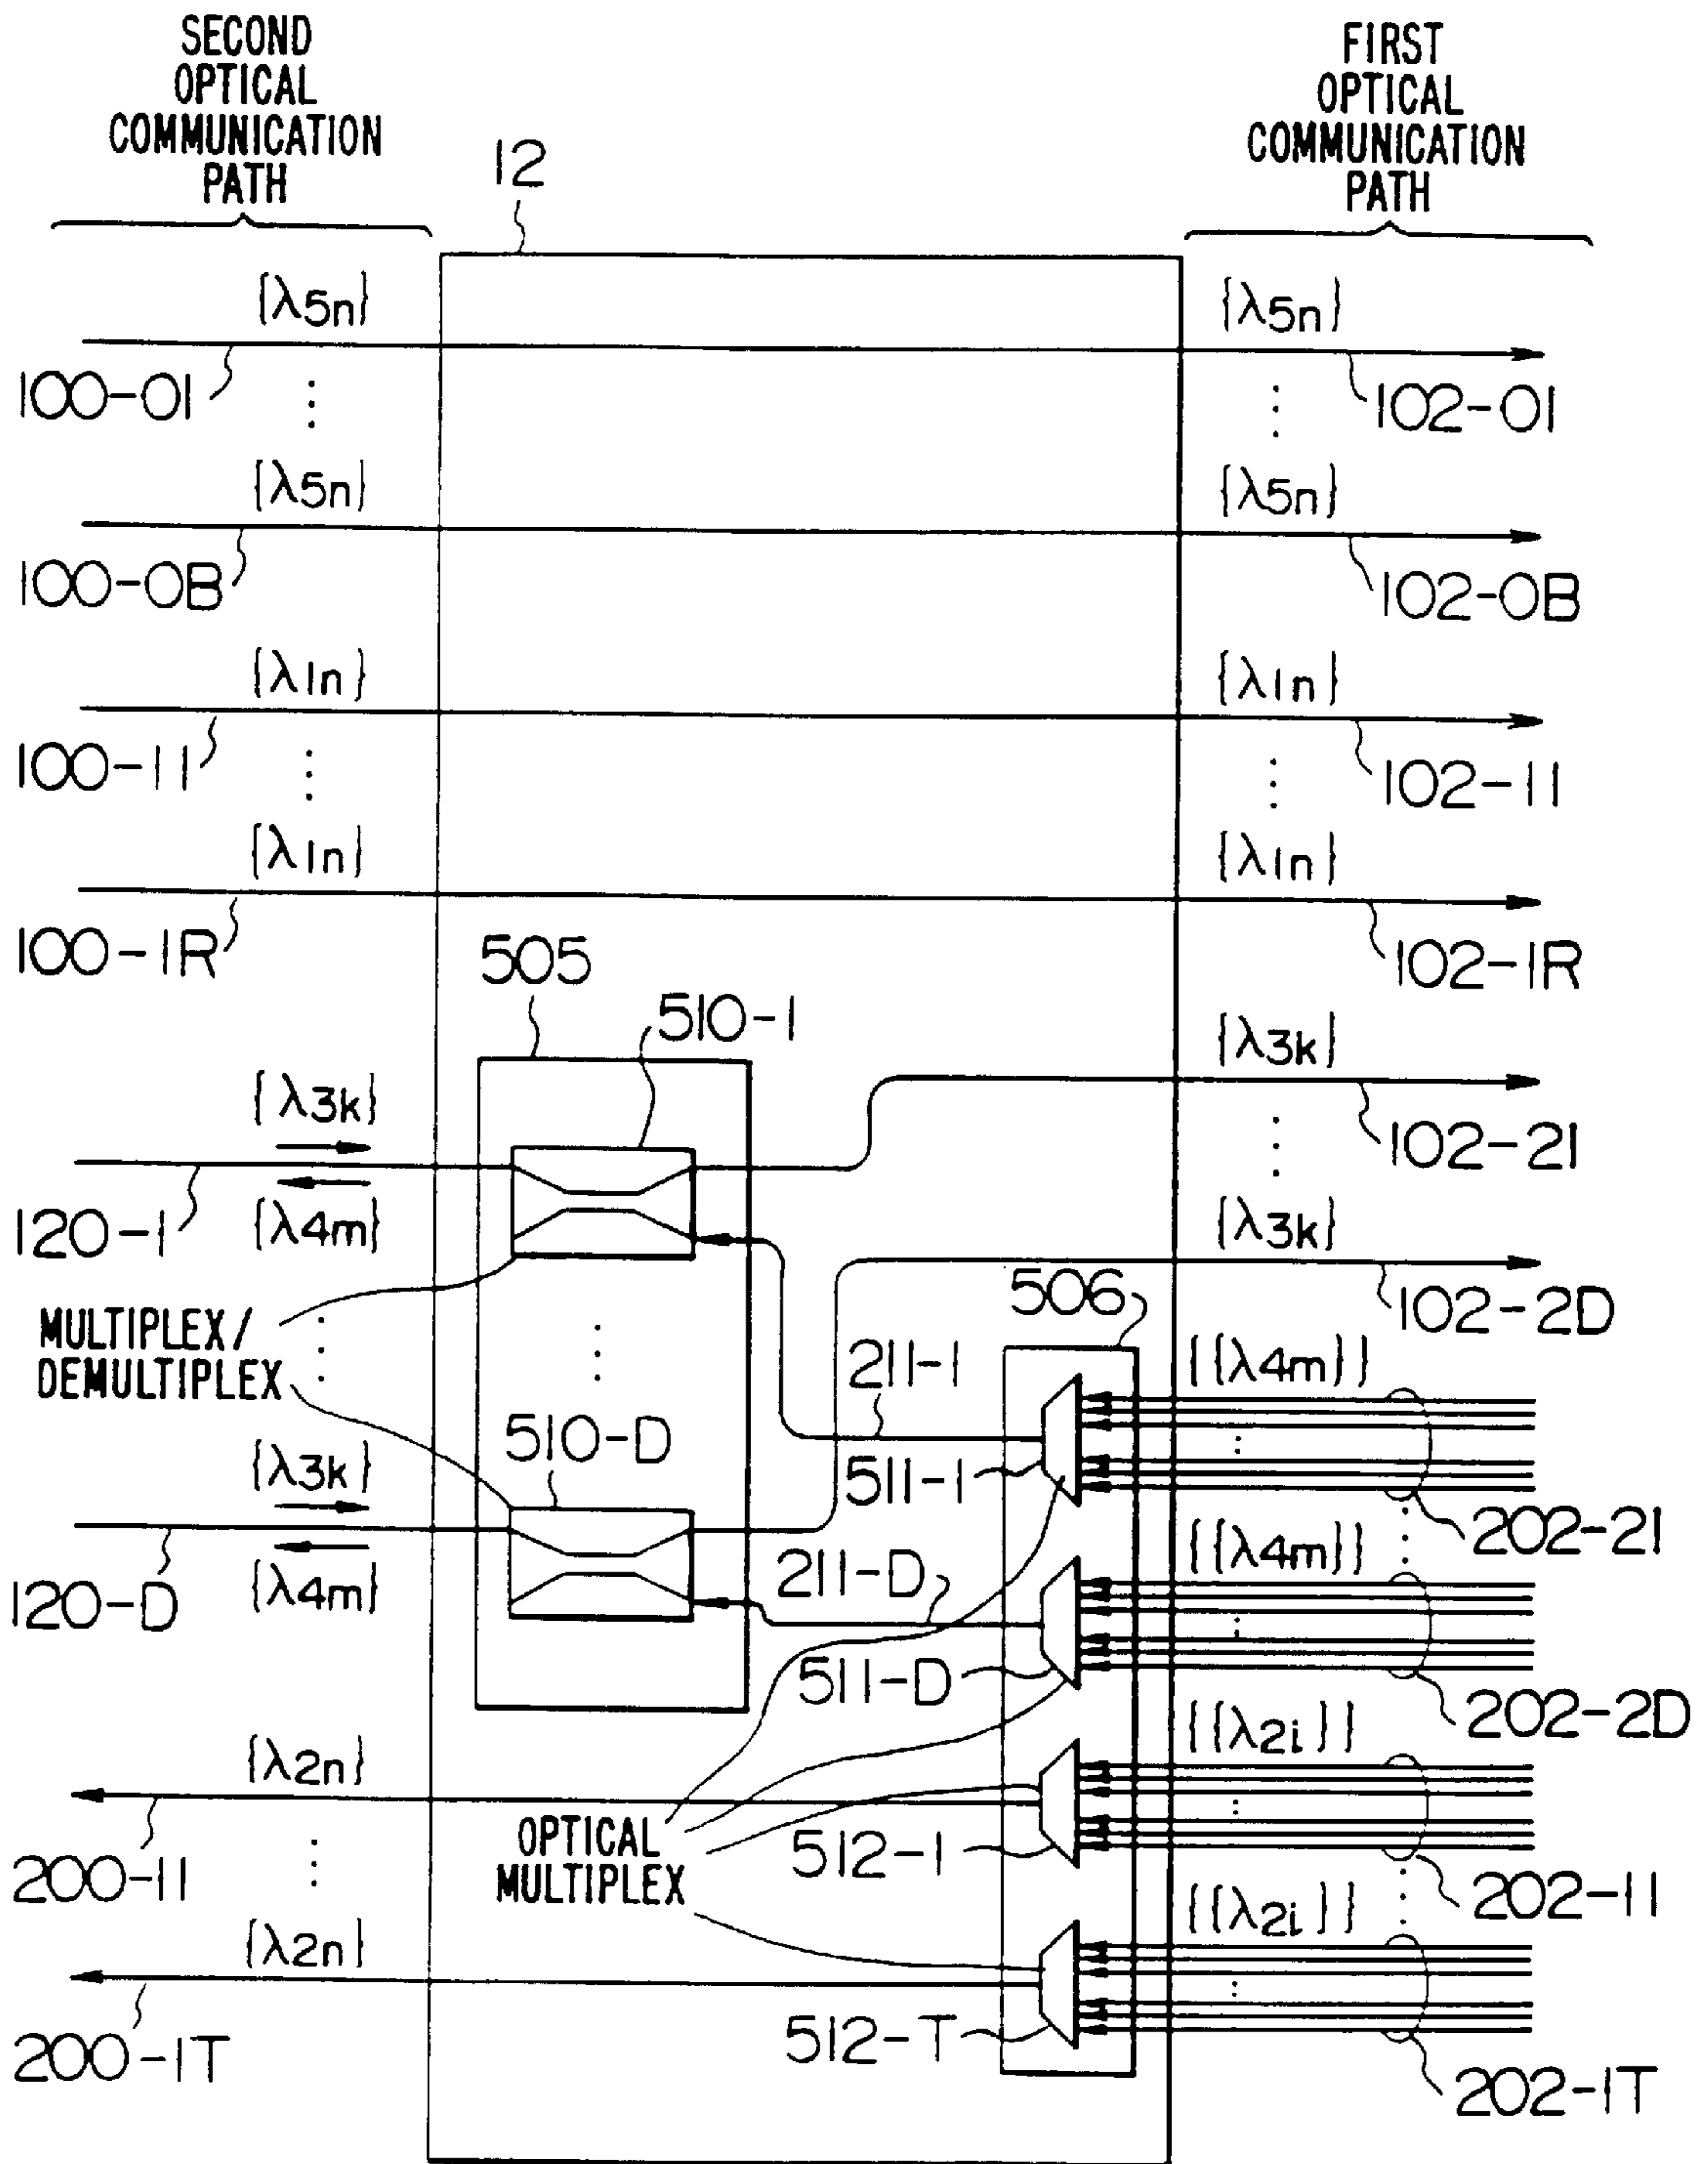 SECOND
OPTICAL
COMMUNICATION
PATH
FIRST
OPTICAL
COMMUNICATION
PATH
12
{λ5n}
{λ5n}
100-01
102-01
{λ5n}
{λ5n}
100-0B
102-0B
{λ1n}
{λ1n}
100-11
102-11
{λ1n}
{λ1n}
100-1R
102-1R
505
510-1
{λ3k}
{λ3k}
102-21
120-1
{λ4m}
{λ3k}
506
102-2D
MULTIPLEX/
DEMULTIPLEX
211-1
{{λ4m}}
510-D
{λ3k}
511-1
202-21
{{λ4m}}
120-D
{λ4m}
211-D
511-D
202-2D
{{λ2i}}
{λ2n}
OPTICAL
MULTIPLEX
512-1
200-11
202-11
{{λ2i}}
{λ2n}
512-T
200-1T
202-1T